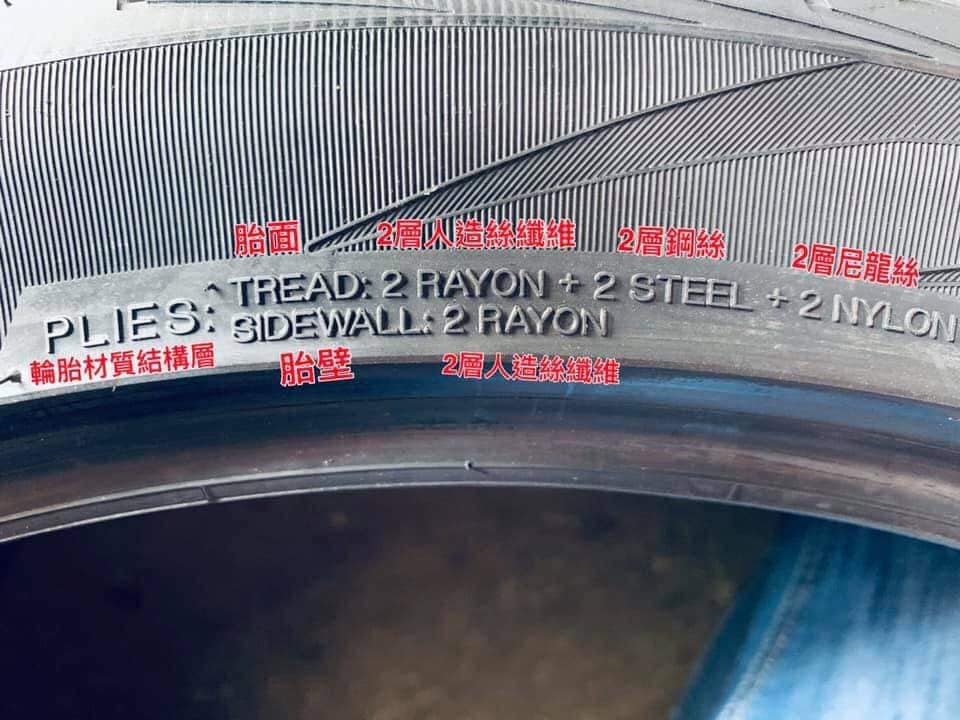 胎面 2層人造絲纖維 2層鋼絲 2層尼龍絲
PLIES: TREAD: 2 RAYON + 2 STEEL + 2 NYLON
SIDEWALL: 2 RAYON
輪胎材質結構層 胎壁 2層人造絲纖維